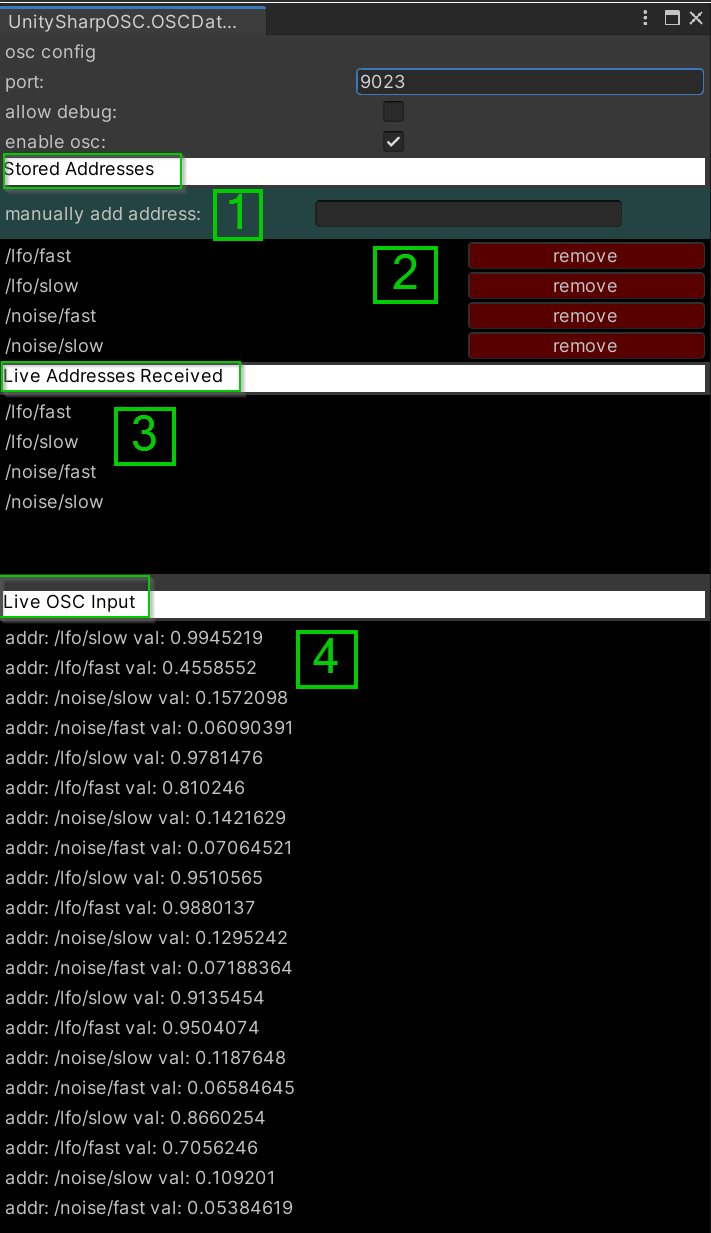 UnitySharpOSC.OSCDat...
osc config
port: 9023
allow debug:
enable osc:
Stored Addresses
manually add address: 1
/lfo/fast 2 remove
/lfo/slow remove
/noise/fast remove
/noise/slow remove
Live Addresses Received
/lfo/fast
/lfo/slow 3
/noise/fast
/noise/slow
Live OSC Input
addr: /lfo/slow val: 0.9945219
addr: /lfo/fast val: 0.4558552 4
addr: /noise/slow val: 0.1572098
addr: /noise/fast val: 0.06090391
addr: /lfo/slow val: 0.9781476
addr: /lfo/fast val: 0.810246
addr: /noise/slow val: 0.1421629
addr: /noise/fast val: 0.07064521
addr: /lfo/slow val: 0.9510565
addr: /lfo/fast val: 0.9880137
addr: /noise/slow val: 0.1295242
addr: /noise/fast val: 0.07188364
addr: /lfo/slow val: 0.9135454
addr: /lfo/fast val: 0.9504074
addr: /noise/slow val: 0.1187648
addr: /noise/fast val: 0.06584645
addr: /lfo/slow val: 0.8660254
addr: /lfo/fast val: 0.7056246
addr: /noise/slow val: 0.109201
addr: /noise/fast val: 0.05384619